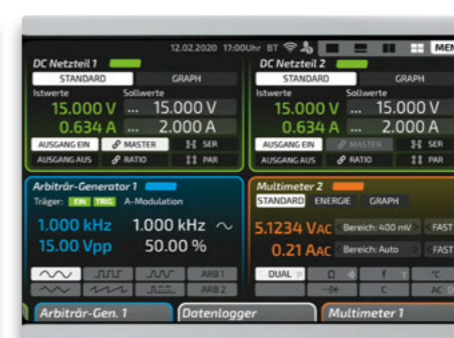 12.02.2020 17:00Uhr BT MEN
DC Netzteil 1
STANDARD GRAPH
Istwerte Sollwerte
15.000 V ... 15.000 V
0.634 A ... 2.000 A
AUSGANG EIN MASTER SER
AUSGANG AUS RATIO PAR
DC Netzteil 2
STANDARD GRAPH
Istwerte Sollwerte
15.000 V ... 15.000 V
0.634 A ... 2.000 A
AUSGANG EIN MASTER SER
AUSGANG AUS RATIO PAR
Arbiträr-Generator 1
Träger: EIN TRIG A-Modulation
1.000 kHz 1.000 kHz
15.00 Vpp 50.00 %
ARB 1
ARB 2
Multimeter 2
STANDARD ENERGIE GRAPH
5.1234 VAC Bereich: 400 mV FAST
0.21 AAC Bereich: Auto FAST
DUAL Ω f T °C
C AC
Arbiträr-Gen. 1 Datenlogger Multimeter 1